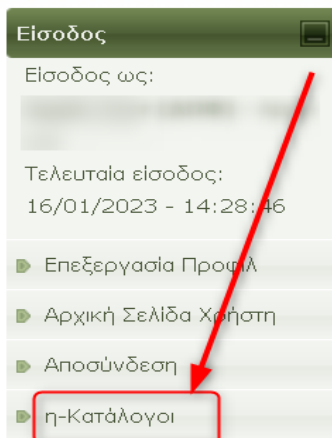 Είσοδος
Είσοδος ως:
Τελευταία είσοδος:
16/01/2023 - 14:28:46
Επεξεργασία Προφίλ
Αρχική Σελίδα Χρήστη
Αποσύνδεση
η-Κατάλογοι